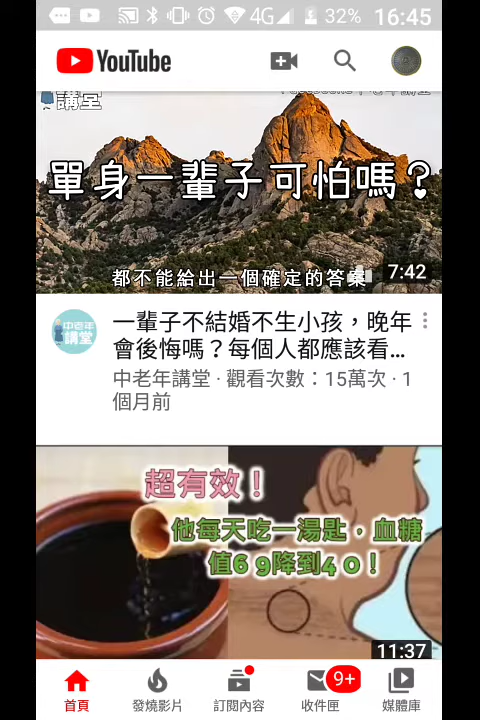 4G 32% 16:45
YouTube
講堂
單身一輩子可怕嗎？
都不能給出一個確定的答案
7:42
中老年
講堂
一輩子不結婚不生小孩，晚年
會後悔嗎？每個人都應該看...
中老年講堂 · 觀看次數：15萬次 · 1
個月前
超有效！
他每天吃一湯匙，血糖
值69降到40！
11:37
9+
首頁 發燒影片 訂閱內容 收件匣 媒體庫